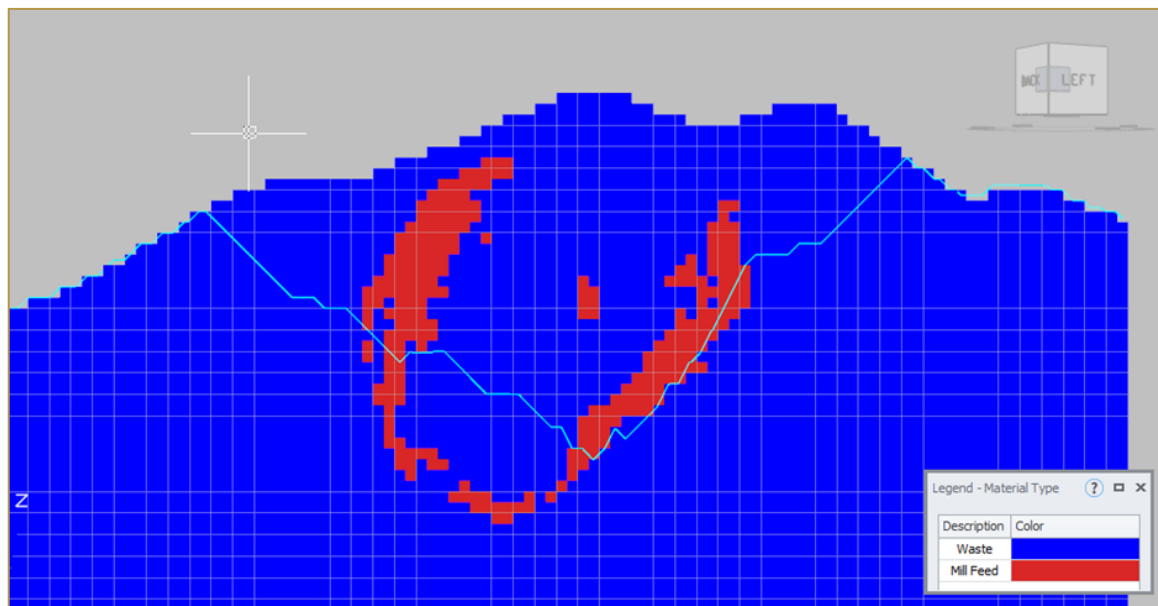 LEFT
Z
Legend - Material Type ?
Description Color
Waste
Mill Feed